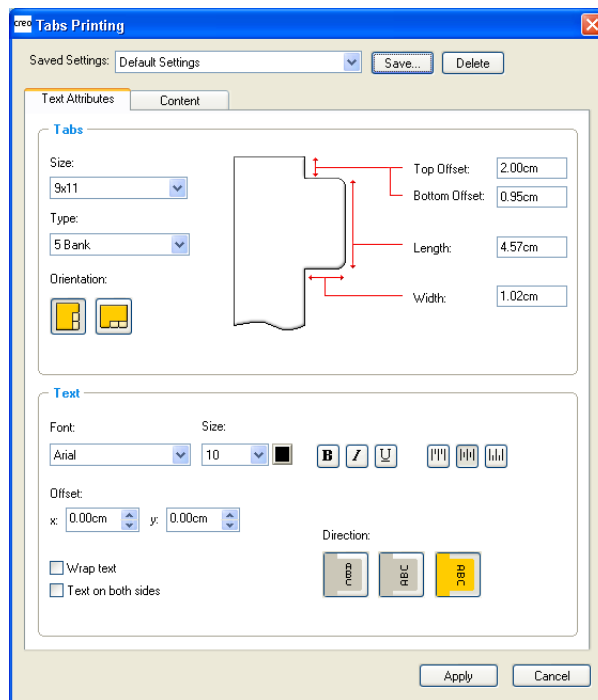 creo Tabs Printing
Saved Settings: Default Settings Save... Delete
Text Attributes Content
Tabs
Size:
9x11
Type:
5 Bank
Orientation:
Top Offset: 2.00cm
Bottom Offset: 0.95cm
Length: 4.57cm
Width: 1.02cm
Text
Font: Size:
Arial 10 B I U
Offset:
x: 0.00cm y: 0.00cm
Direction:
Wrap text
Text on both sides
ABC ABC ABC
Apply Cancel